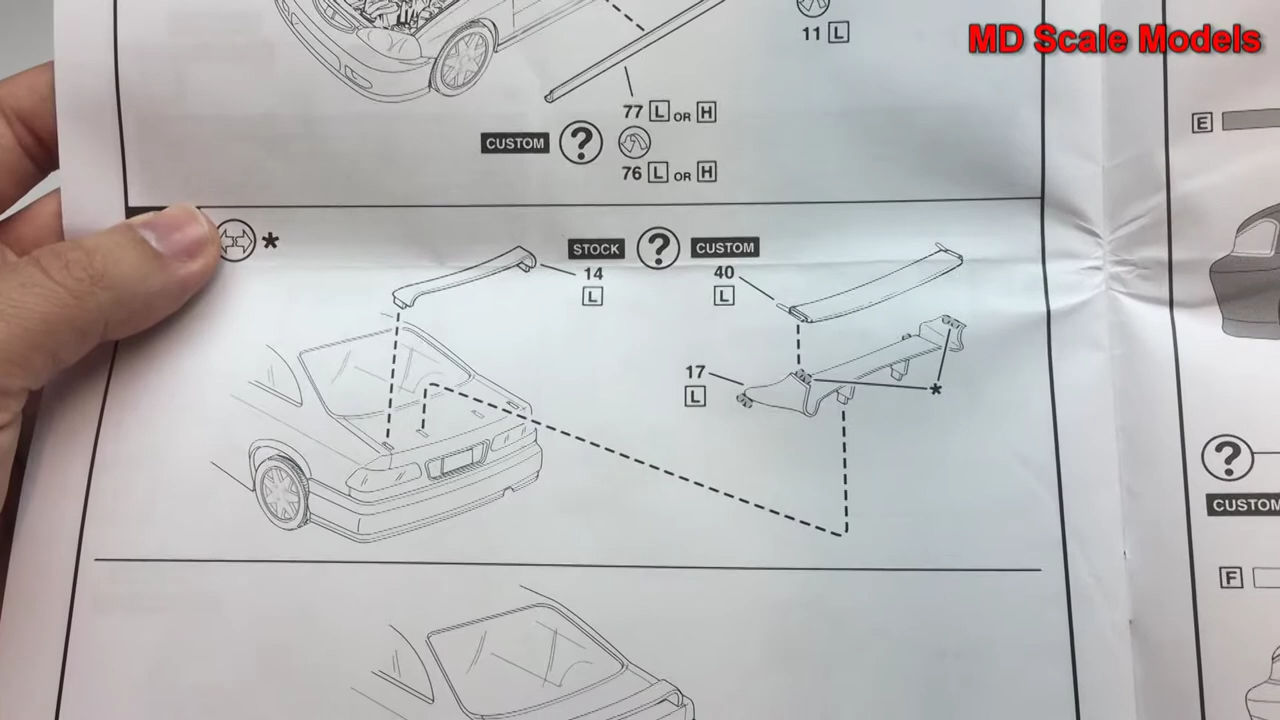 MD Scale Models
11 L
77 L OR H
CUSTOM ?
76 L OR H
E
*
STOCK ? CUSTOM
14
L
40
L
17
L
*
?
CUSTOM
F